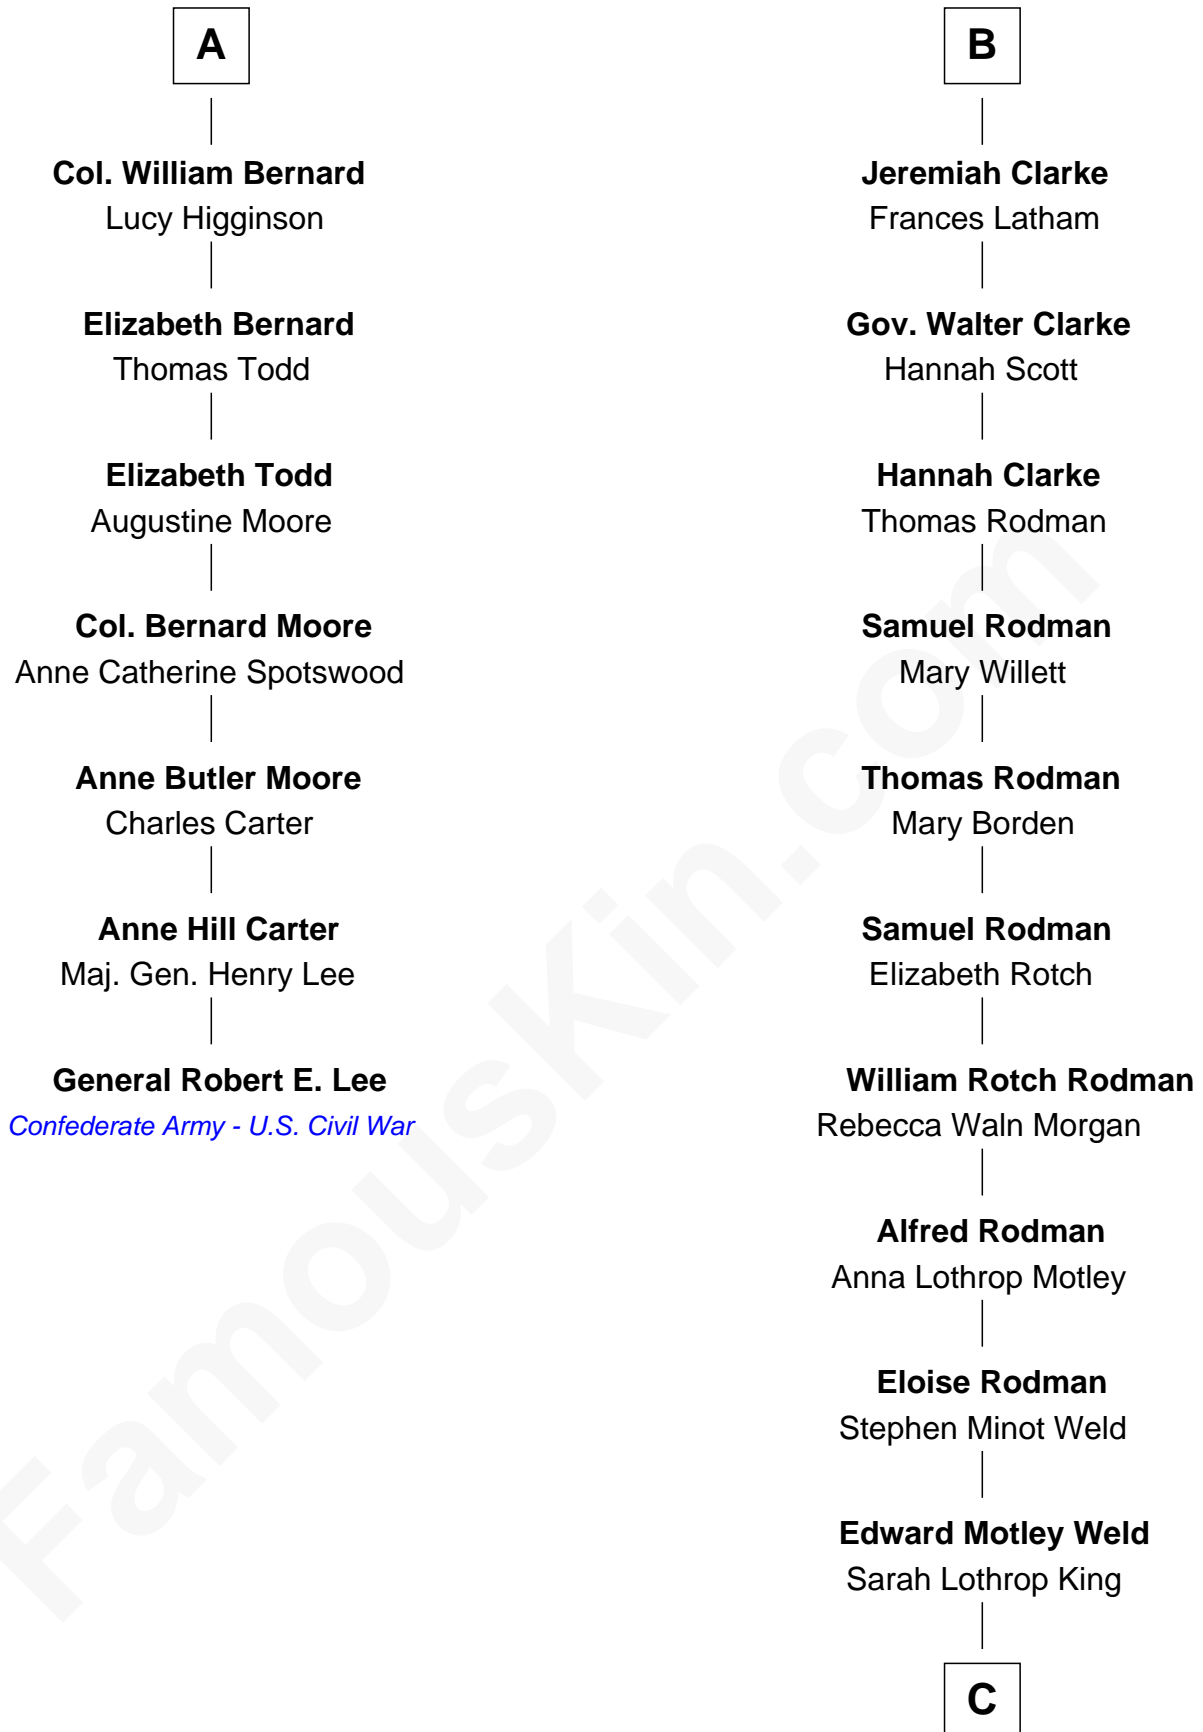 A
Col. William Bernard
Lucy Higginson
Elizabeth Bernard
Thomas Todd
Elizabeth Todd
Augustine Moore
Col. Bernard Moore
Anne Catherine Spotswood
Anne Butler Moore
Charles Carter
Anne Hill Carter
Maj. Gen. Henry Lee
General Robert E. Lee
Confederate Army - U.S. Civil War
B
Jeremiah Clarke
Frances Latham
Gov. Walter Clarke
Hannah Scott
Hannah Clarke
Thomas Rodman
Samuel Rodman
Mary Willett
Thomas Rodman
Mary Borden
Samuel Rodman
Elizabeth Rotch
William Rotch Rodman
Rebecca Waln Morgan
Alfred Rodman
Anna Lothrop Motley
Eloise Rodman
Stephen Minot Weld
Edward Motley Weld
Sarah Lothrop King
C
FamousKin.com